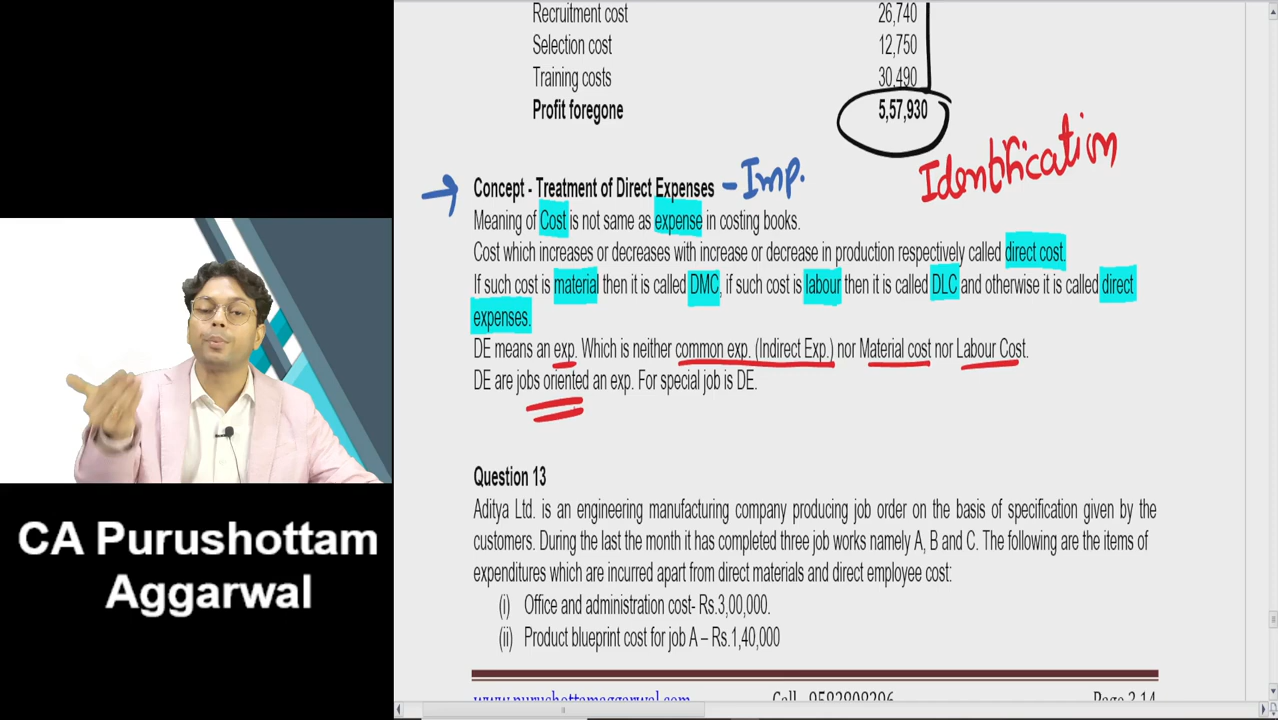 Recruitment cost 26,740
Selection cost 12,750
Training costs 30,490
Profit foregone 5,57,930
Identification
Concept - Treatment of Direct Expenses - Imp.
Meaning of Cost is not same as expense in costing books.
Cost which increases or decreases with increase or decrease in production respectively called direct cost.
If such cost is material then it is called DMC, if such cost is labour then it is called DLC and otherwise it is called direct
expenses.
DE means an exp. Which is neither common exp. (Indirect Exp.) nor Material cost nor Labour Cost.
DE are jobs oriented an exp. For special job is DE.
Question 13
Aditya Ltd. is an engineering manufacturing company producing job order on the basis of specification given by the
customers. During the last the month it has completed three job works namely A, B and C. The following are the items of
expenditures which are incurred apart from direct materials and direct employee cost:
(i) Office and administration cost- Rs.3,00,000.
(ii) Product blueprint cost for job A – Rs.1,40,000
www.purushottamaggarwal.com Call 9582808296 Page 2.14
CA Purushottam
Aggarwal